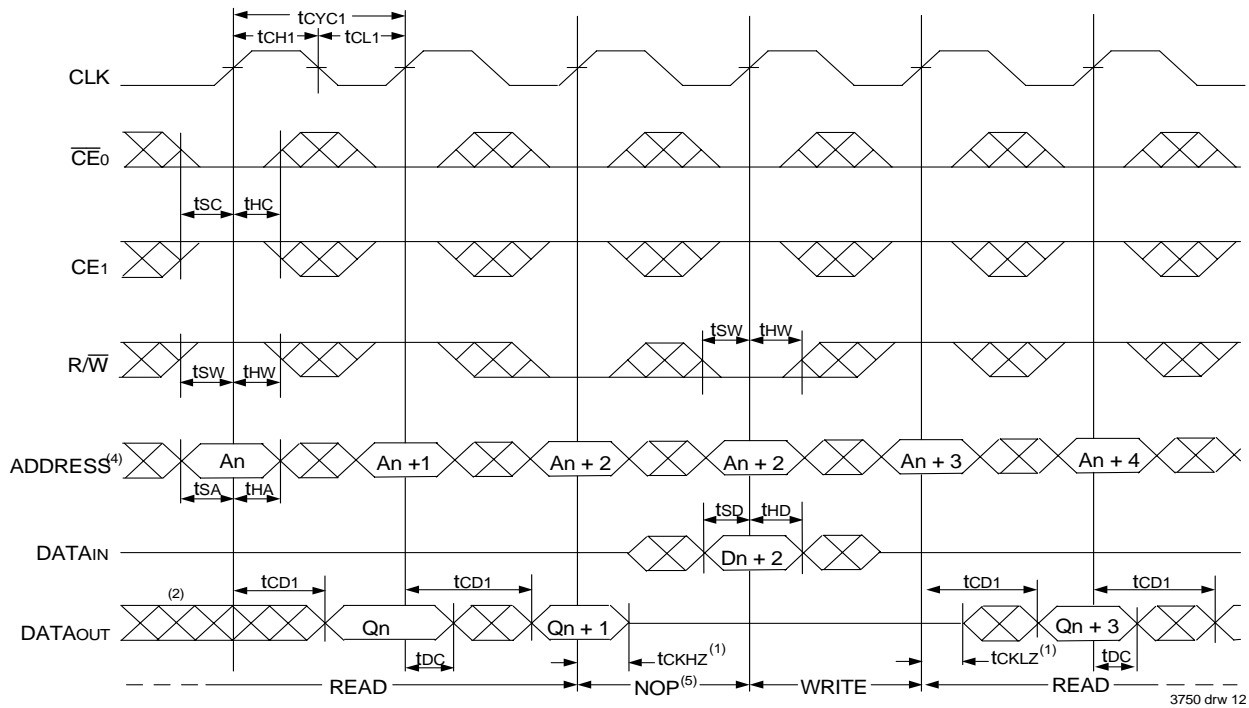 tCYC1
tCH1 tCL1
CLK
CE0
tSC tHC
CE1
tSW tHW
R/W
tSW tHW
ADDRESS(4) An An +1 An + 2 An + 2 An + 3 An + 4
tSA tHA
tSD tHD
DATAIN Dn + 2
tCD1 tCD1 tCD1 tCD1
(2)
DATAOUT Qn Qn + 1 Qn + 3
tDC tCKHZ(1) tCKLZ(1) tDC
READ NOP(5) WRITE READ
3750 drw 12